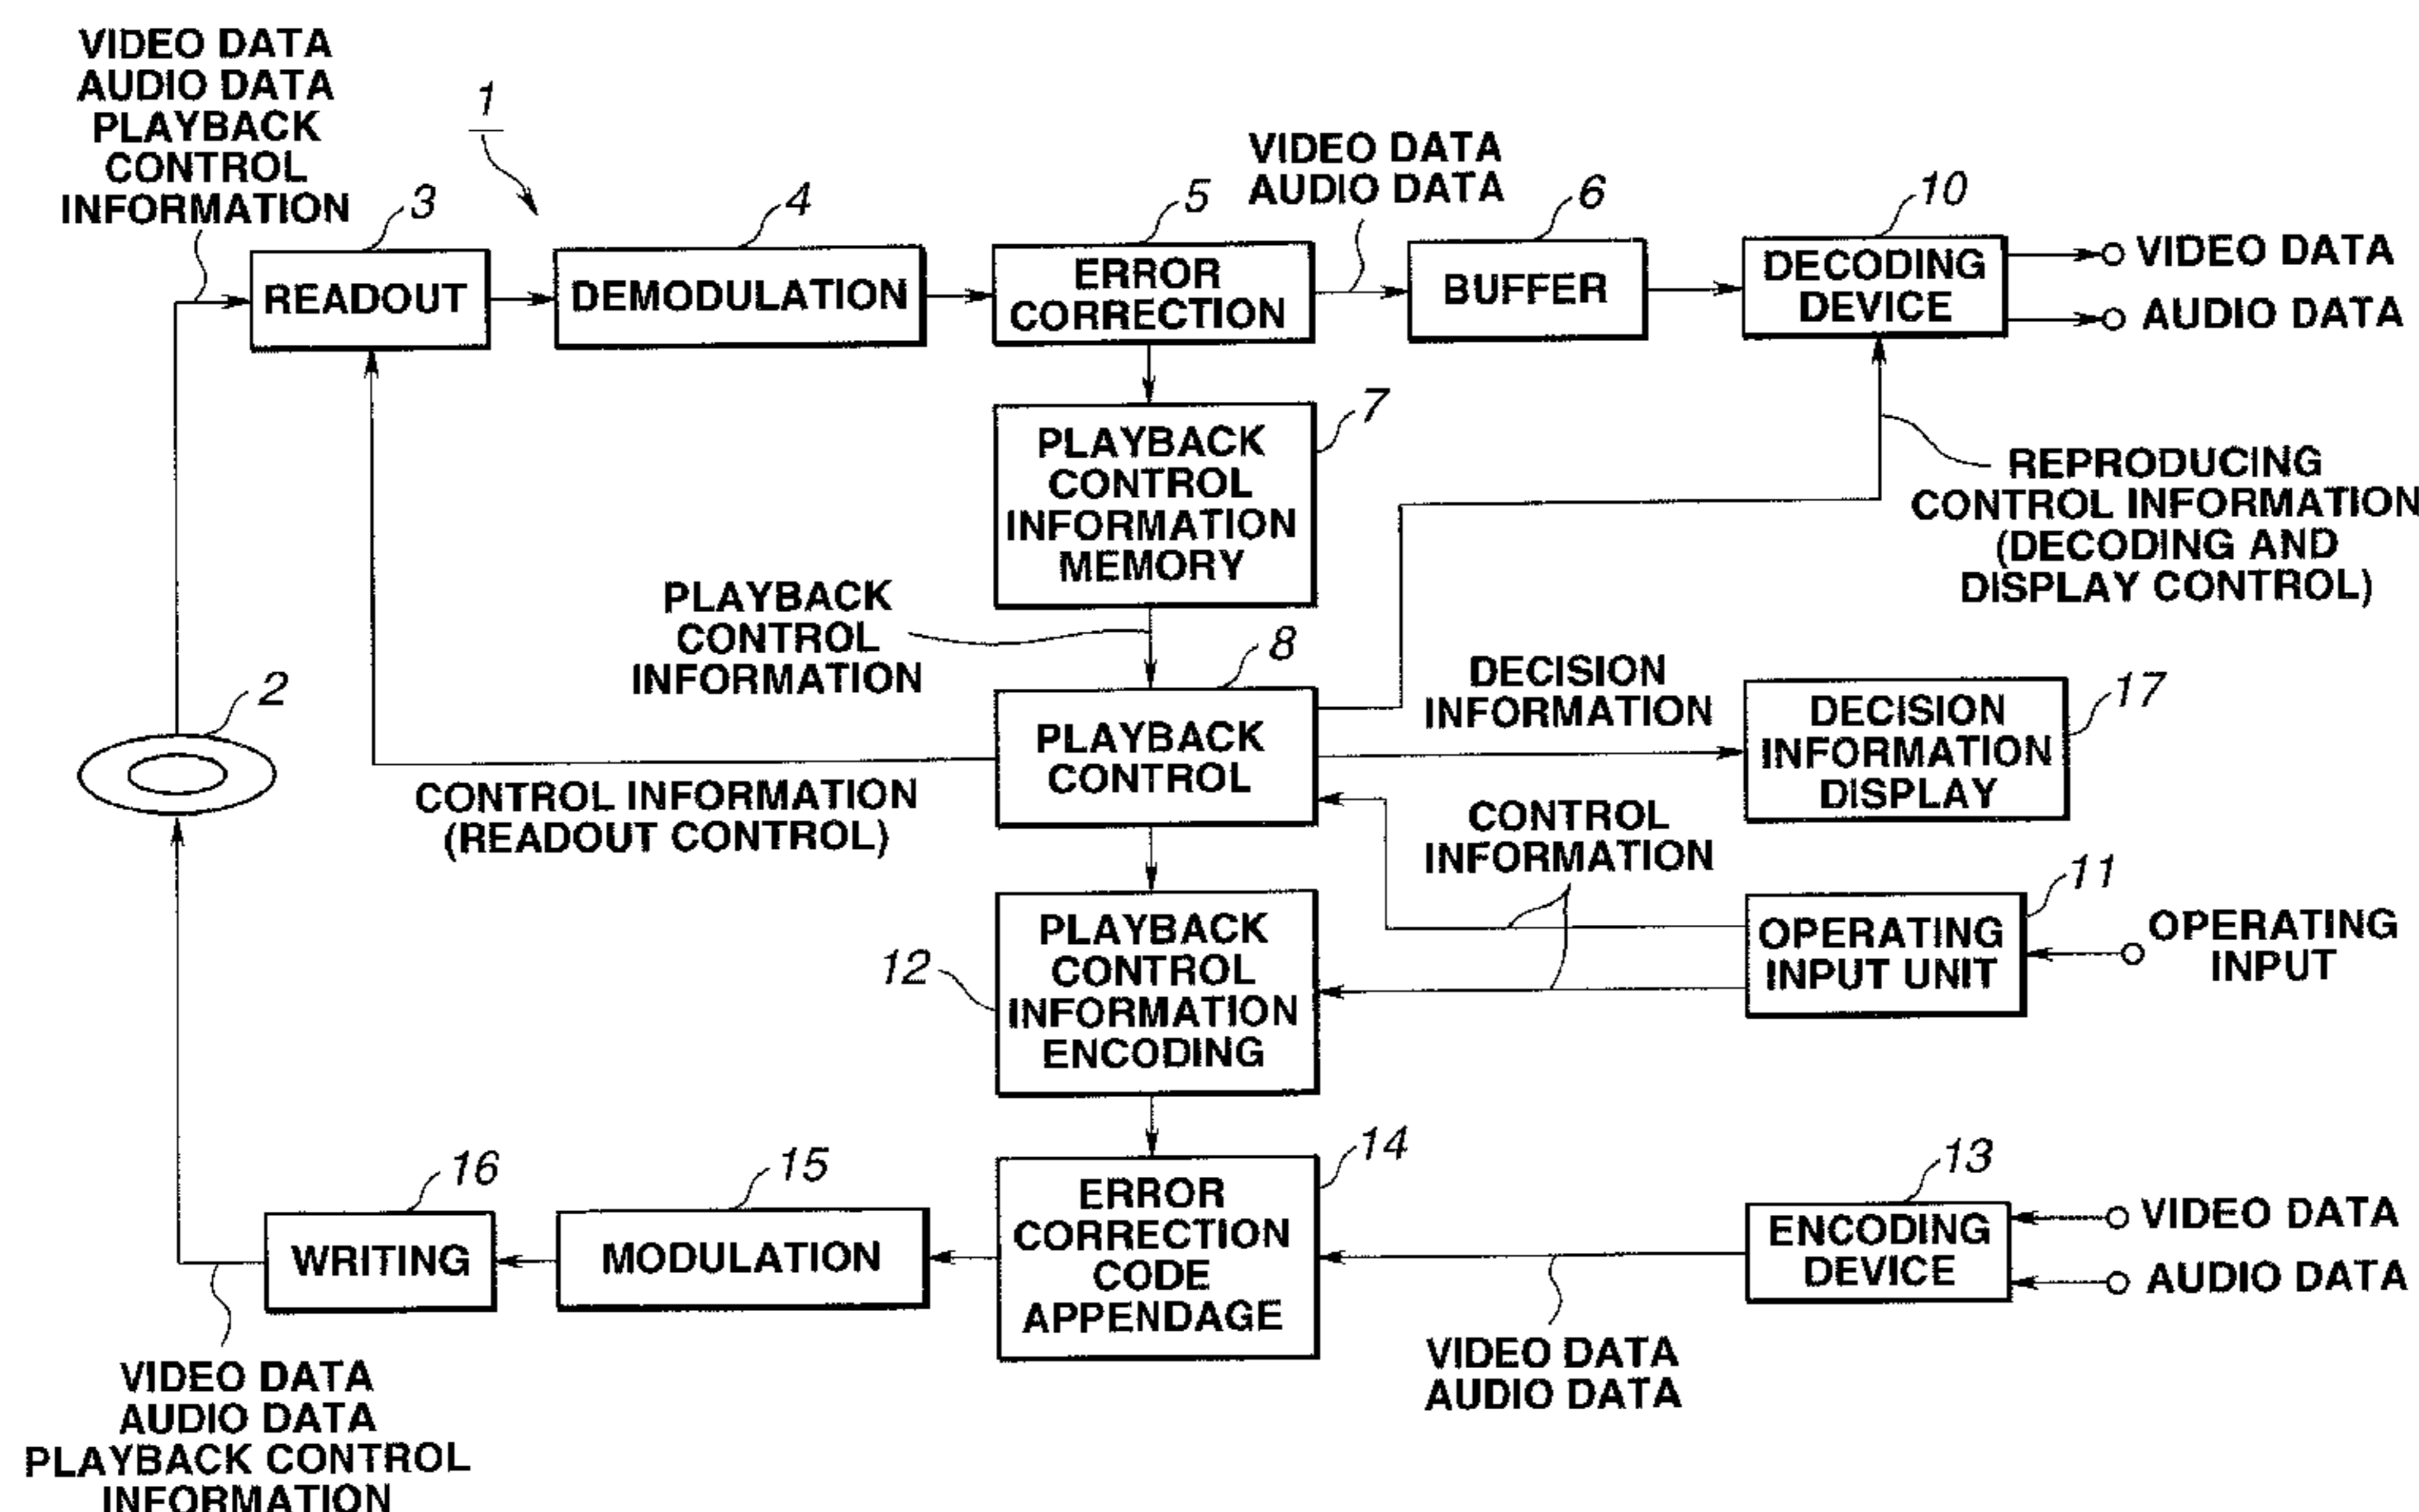 VIDEO DATA
AUDIO DATA
PLAYBACK
CONTROL
INFORMATION
1
3
READOUT
4
DEMODULATION
5
ERROR
CORRECTION
VIDEO DATA
AUDIO DATA
6
BUFFER
10
DECODING
DEVICE
VIDEO DATA
AUDIO DATA
7
PLAYBACK
CONTROL
INFORMATION
MEMORY
REPRODUCING
CONTROL INFORMATION
(DECODING AND
DISPLAY CONTROL)
PLAYBACK
CONTROL
INFORMATION
8
PLAYBACK
CONTROL
2
CONTROL INFORMATION
(READOUT CONTROL)
DECISION
INFORMATION
17
DECISION
INFORMATION
DISPLAY
CONTROL
INFORMATION
11
OPERATING
INPUT UNIT
OPERATING
INPUT
12
PLAYBACK
CONTROL
INFORMATION
ENCODING
16
WRITING
15
MODULATION
14
ERROR
CORRECTION
CODE
APPENDAGE
13
ENCODING
DEVICE
VIDEO DATA
AUDIO DATA
VIDEO DATA
AUDIO DATA
VIDEO DATA
AUDIO DATA
PLAYBACK CONTROL
INFORMATION